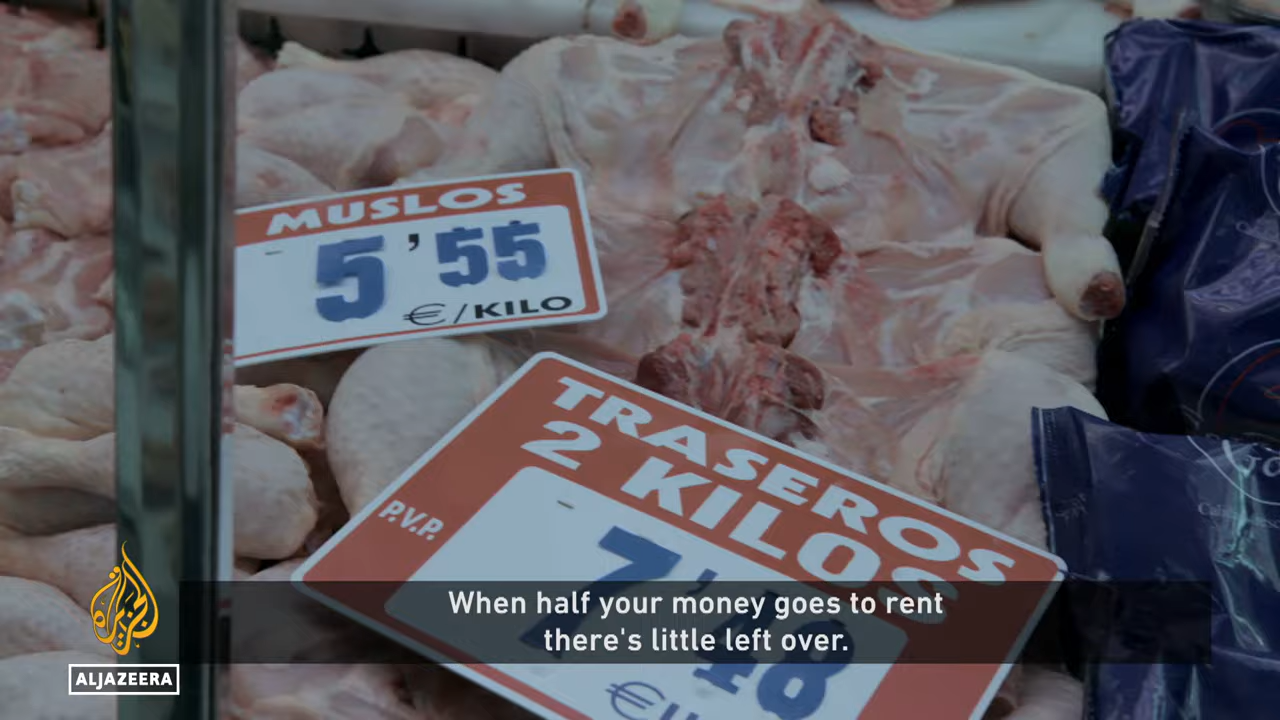 MUSLOS
5'55
€/KILO
TRASEROS
2 KILOS
P.V.P.
7'48
€
When half your money goes to rent
there's little left over.
ALJAZEERA